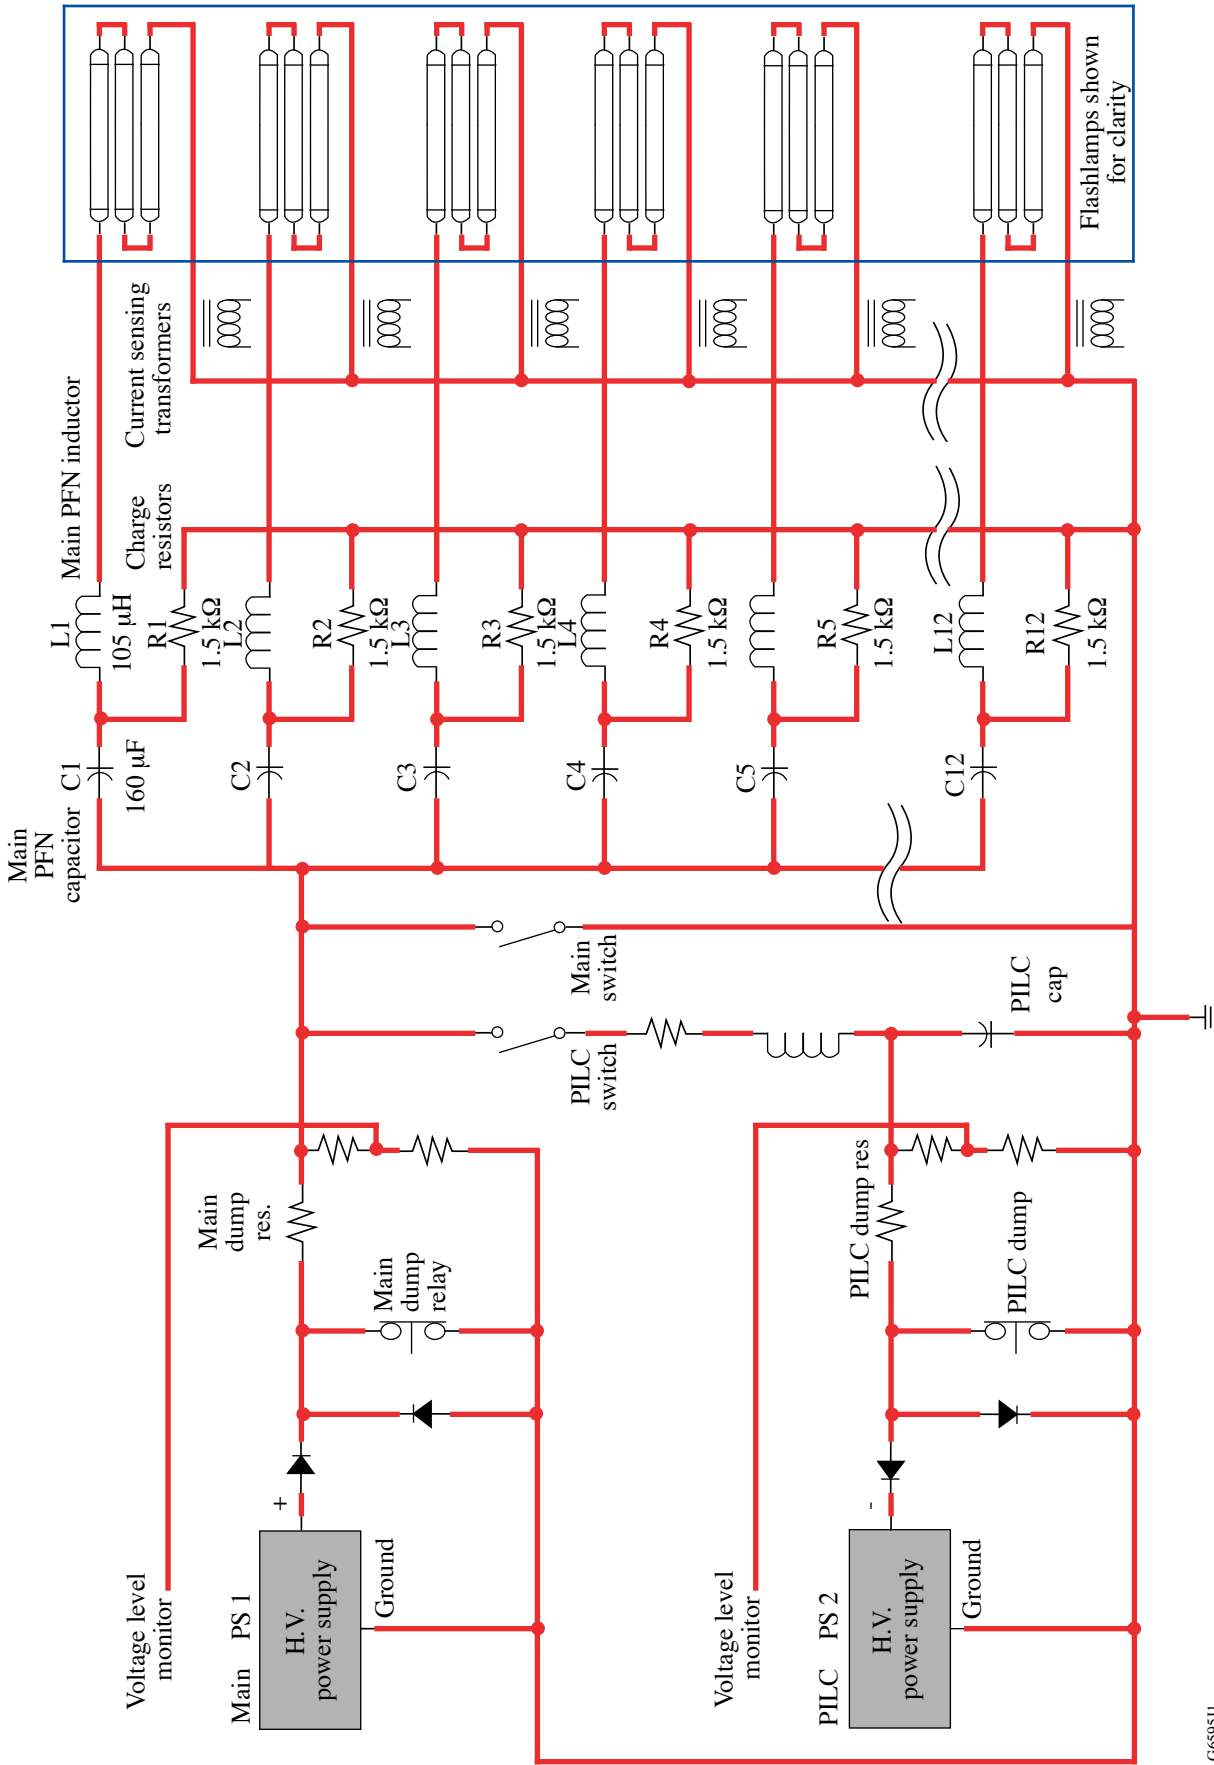 Main
PFN
capacitor
C1
160 μF
Main PFN inductor
L1
105 μH
Charge
resistors
R1
1.5 kΩ
Current sensing
transformers
C2
L2
R2
1.5 kΩ
C3
L3
R3
1.5 kΩ
C4
L4
R4
1.5 kΩ
C5
R5
1.5 kΩ
C12
L12
R12
1.5 kΩ
Flashlamps shown
for clarity
Voltage level
monitor
Main PS 1
H.V.
power supply
+
Ground
Main
dump
res.
Main
dump
relay
Main
switch
PILC
switch
PILC
cap
Voltage level
monitor
PILC PS 2
H.V.
power supply
-
Ground
PILC dump res
PILC dump
G6595J1